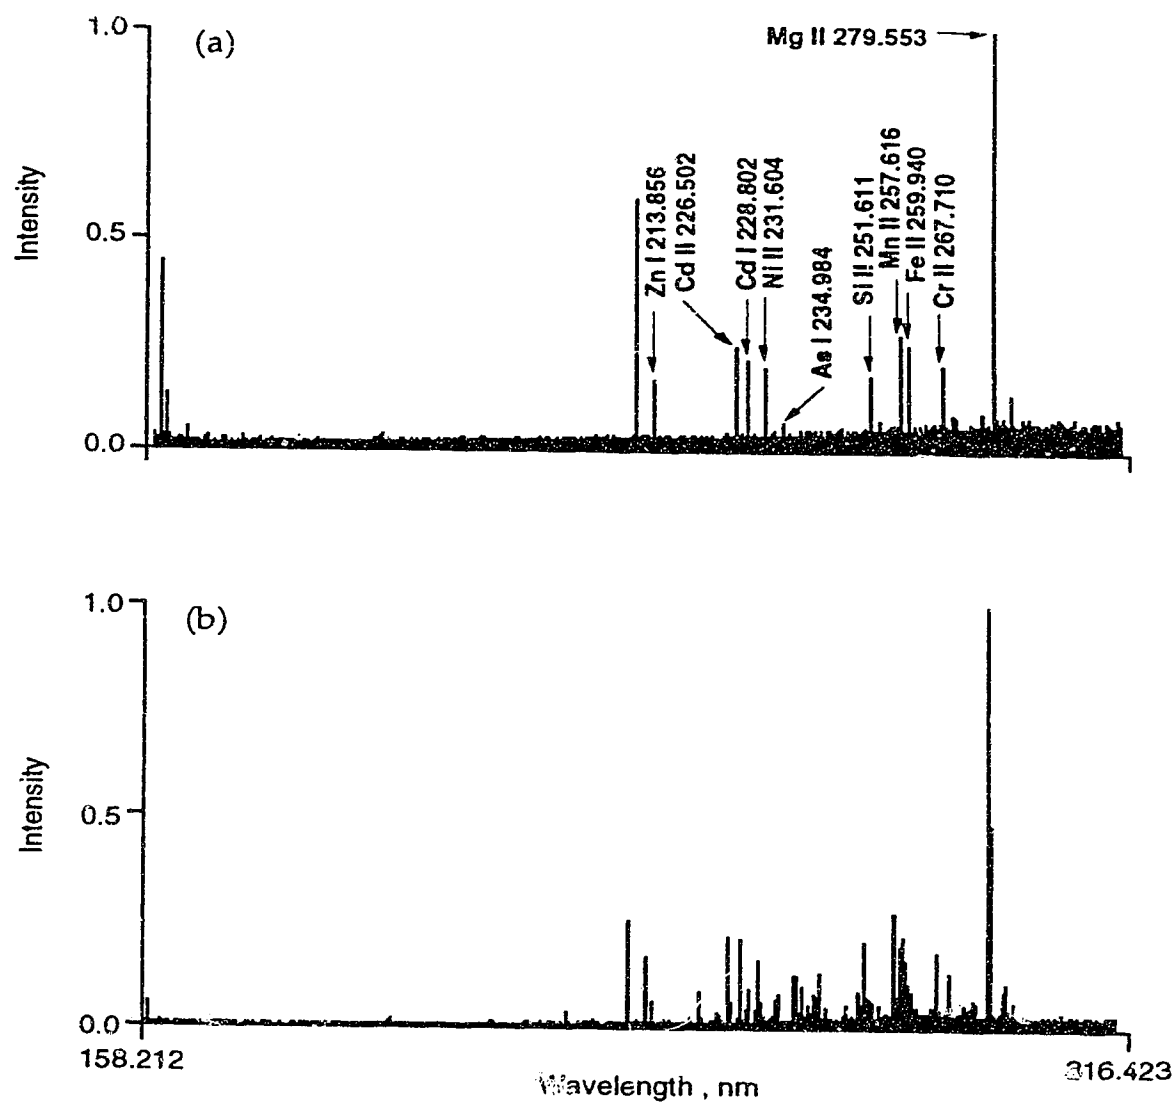 1.0
(a)
Mg II 279.553
Intensity
0.5
Zn I 213.856
Cd II 226.502
Cd I 228.802
Ni II 231.604
As I 234.984
Si I! 251.611
Mn II 257.616
Fe II 259.940
Cr II 267.710
0.0
1.0
(b)
Intensity
0.5
0.0
158.212
316.423
Wavelength , nm